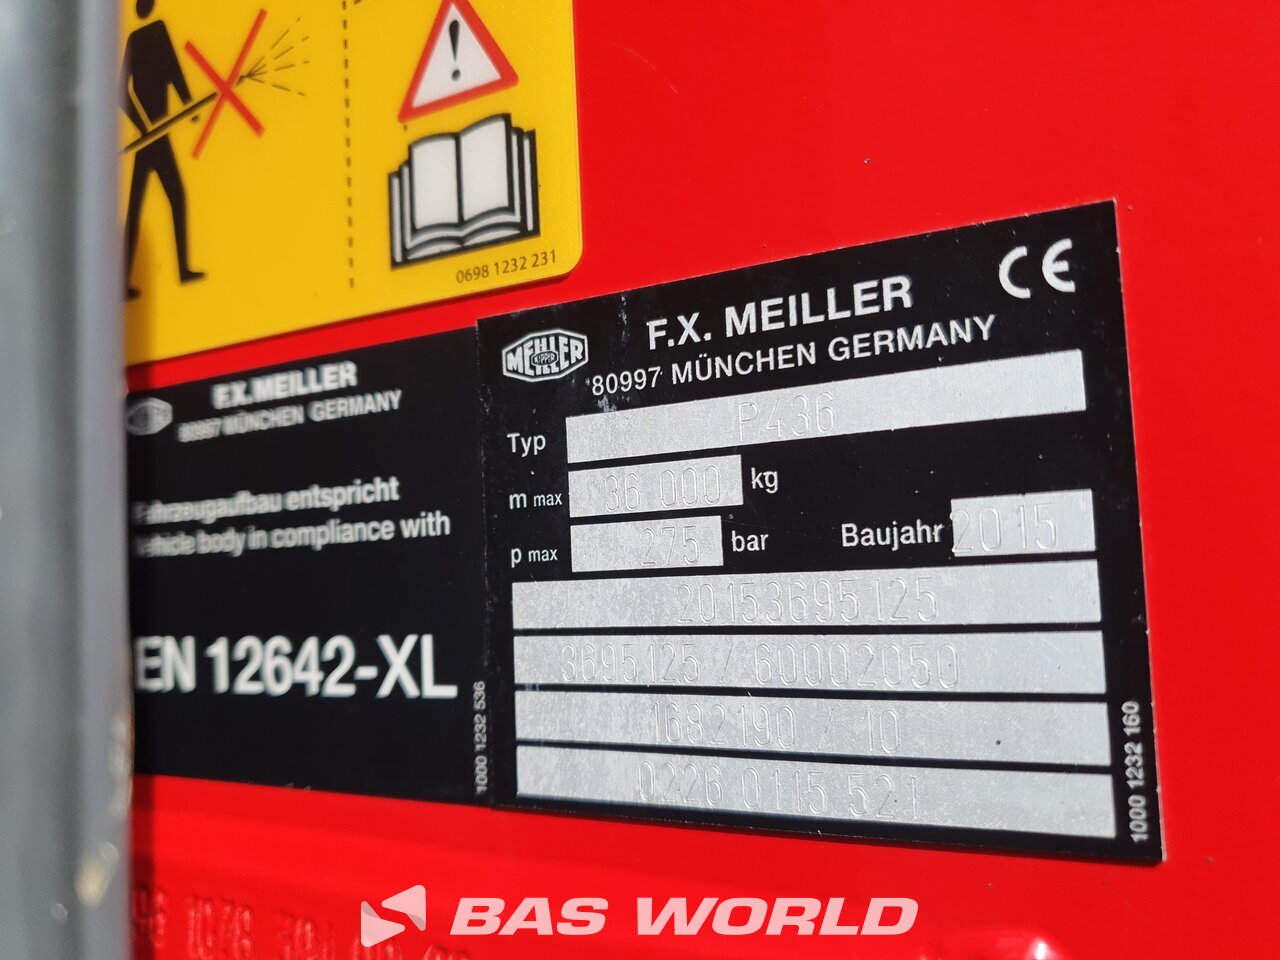 0698 1232 231
F.X. MEILLER
80997 MÜNCHEN GERMANY
Fahrzeugaufbau entspricht
vehicle body in compliance with
EN 12642-XL
1000 1232 536
MEILLER
KIPPER
F.X. MEILLER
80997 MÜNCHEN GERMANY
CE
Typ P436
m max 36 000 kg
p max 275 bar Baujahr 2015
20153695125
3695125 / 60002050
1682190 / 10
0226 0115 521
1000 1232 160
BAS WORLD